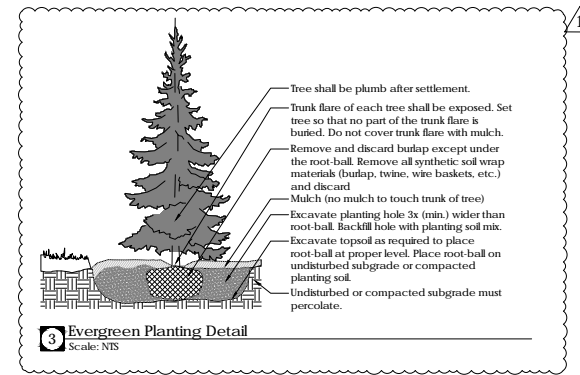 1
Tree shall be plumb after settlement.
Trunk flare of each tree shall be exposed. Set
tree so that no part of the trunk flare is
buried. Do not cover trunk flare with mulch.
Remove and discard burlap except under
the root-ball. Remove all synthetic soil wrap
materials (burlap, twine, wire baskets, etc.)
and discard
Mulch (no mulch to touch trunk of tree)
Excavate planting hole 3x (min.) wider than
root-ball. Backfill hole with planting soil mix.
Excavate topsoil as required to place
root-ball at proper level. Place root-ball on
undisturbed subgrade or compacted
planting soil.
Undisturbed or compacted subgrade must
percolate.
3 Evergreen Planting Detail
Scale: NTS